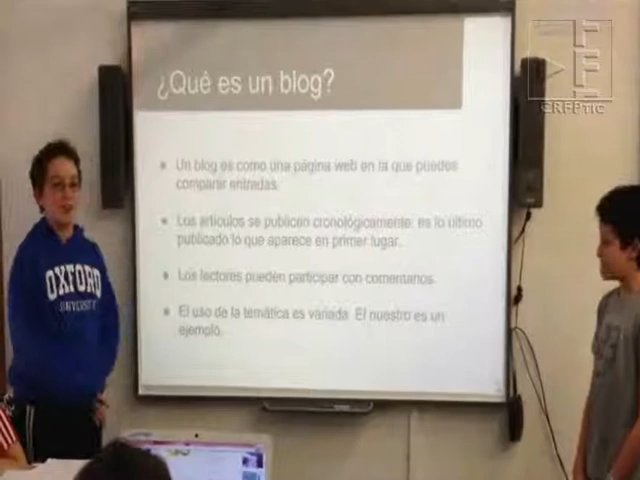 ¿Qué es un blog?
Un blog es como una página web en la que puedes
compartir entradas.
Los artículos se publican cronológicamente: es lo último
publicado lo que aparece en primer lugar.
Los lectores pueden participar con comentarios.
El uso de la temática es variada. El nuestro es un
ejemplo.
OXFORD
UNIVERSITY
CRFPTIC